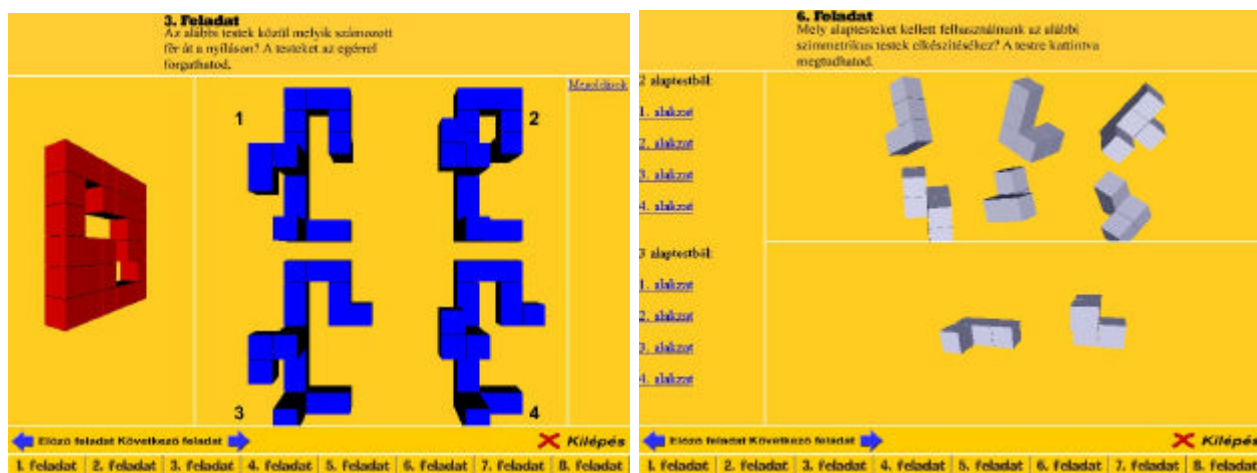 3. Feladat
Az alábbi testek közül melyik számozott
fér át a nyíláson? A testeket az egérrel
forgathatod.
Megoldások
1
2
3
4
Előző feladat Következő feladat
Kilépés
1. feladat 2. feladat 3. feladat 4. feladat 5. feladat 6. feladat 7. feladat 8. feladat
6. Feladat
Mely alaptesteket kellett felhasználnunk az alábbi
szimmetrikus testek elkészítéséhez? A testre kattintva
megtudhatod.
2 alaptestből:
1. alakzat
2. alakzat
3. alakzat
4. alakzat
3 alaptestből:
1. alakzat
2. alakzat
3. alakzat
4. alakzat
Előző feladat Következő feladat
Kilépés
1. feladat 2. feladat 3. feladat 4. feladat 5. feladat 6. feladat 7. feladat 8. feladat